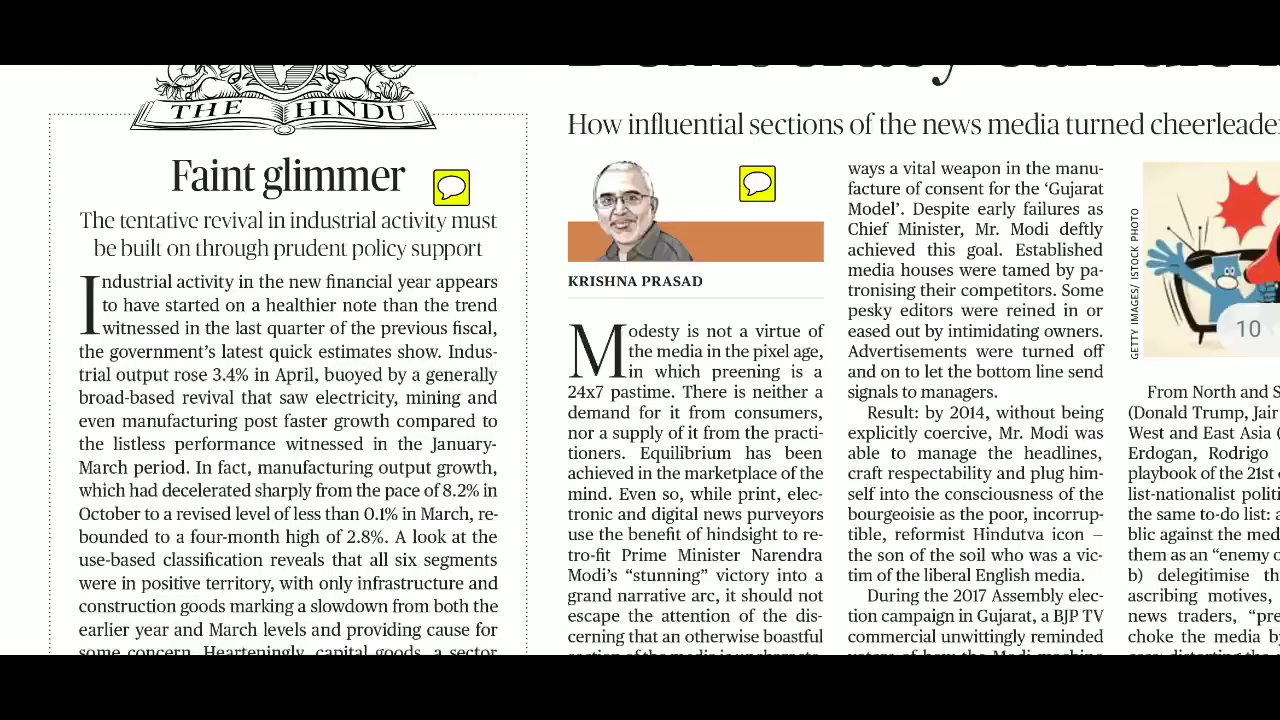 THE HINDU
Faint glimmer
The tentative revival in industrial activity must
be built on through prudent policy support
Industrial activity in the new financial year appears
to have started on a healthier note than the trend
witnessed in the last quarter of the previous fiscal,
the government's latest quick estimates show. Indus-
trial output rose 3.4% in April, buoyed by a generally
broad-based revival that saw electricity, mining and
even manufacturing post faster growth compared to
the listless performance witnessed in the January-
March period. In fact, manufacturing output growth,
which had decelerated sharply from the pace of 8.2% in
October to a revised level of less than 0.1% in March, re-
bounded to a four-month high of 2.8%. A look at the
use-based classification reveals that all six segments
were in positive territory, with only infrastructure and
construction goods marking a slowdown from both the
earlier year and March levels and providing cause for
some concern. Hearteningly, capital goods, a sector
How influential sections of the news media turned
KRISHNA PRASAD
Modesty is not a virtue of
the media in the pixel age,
in which preening is a
24x7 pastime. There is neither a
demand for it from consumers,
nor a supply of it from the practi-
tioners. Equilibrium has been
achieved in the marketplace of the
mind. Even so, while print, elec-
tronic and digital news purveyors
use the benefit of hindsight to re-
tro-fit Prime Minister Narendra
Modi's "stunning" victory into a
grand narrative arc, it should not
escape the attention of the dis-
cerning that an otherwise boastful
ways a vital weapon in the manu-
facture of consent for the 'Gujarat
Model'. Despite early failures as
Chief Minister, Mr. Modi deftly
achieved this goal. Established
media houses were tamed by pa-
tronising their competitors. Some
pesky editors were reined in or
eased out by intimidating owners.
Advertisements were turned off
and on to let the bottom line send
signals to managers.
Result: by 2014, without being
explicitly coercive, Mr. Modi was
able to manage the headlines,
craft respectability and plug him-
self into the consciousness of the
bourgeoisie as the poor, incorrup-
tible, reformist Hindutva icon –
the son of the soil who was a vic-
tim of the liberal English media.
During the 2017 Assembly elec-
tion campaign in Gujarat, a BJP TV
commercial unwittingly reminded
GETTY IMAGES/ ISTOCK PHOTO
10
From North and S
(Donald Trump, Jair
West and East Asia (
Erdogan, Rodrigo
playbook of the 21st
list-nationalist polit
the same to-do list: a
blic against the med
them as an "enemy o
b) delegitimise th
ascribing motives,
news traders, "pre
choke the media by